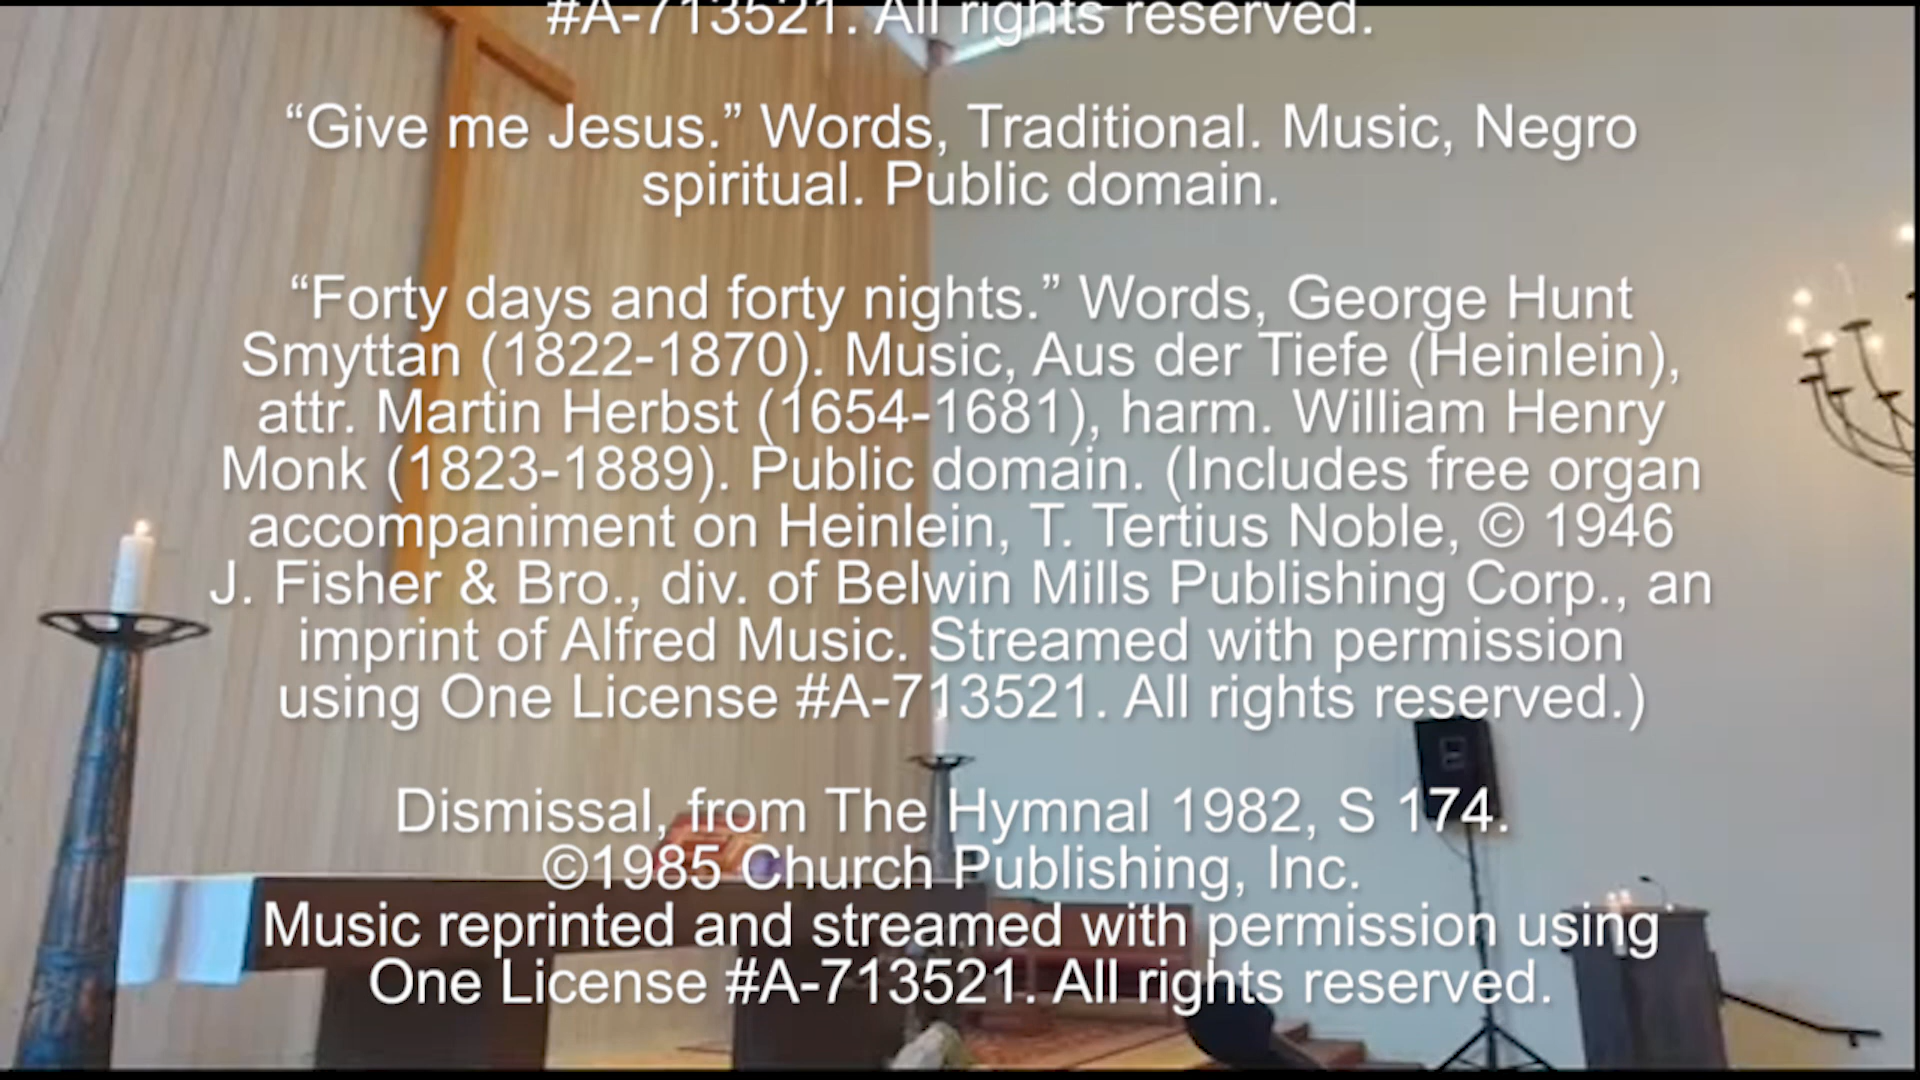 #A-713521. All rights reserved.
“Give me Jesus.” Words, Traditional. Music, Negro
spiritual. Public domain.
“Forty days and forty nights.” Words, George Hunt
Smyttan (1822-1870). Music, Aus der Tiefe (Heinlein),
attr. Martin Herbst (1654-1681), harm. William Henry
Monk (1823-1889). Public domain. (Includes free organ
accompaniment on Heinlein, T. Tertius Noble, © 1946
J. Fisher & Bro., div. of Belwin Mills Publishing Corp., an
imprint of Alfred Music. Streamed with permission
using One License #A-713521. All rights reserved.)
Dismissal, from The Hymnal 1982, S 174.
©1985 Church Publishing, Inc.
Music reprinted and streamed with permission using
One License #A-713521. All rights reserved.